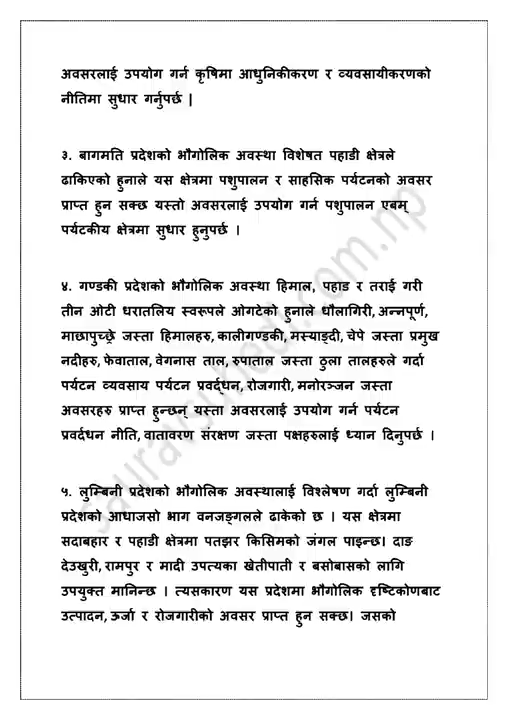 अवसरलाई उपयोग गर्न कृषिमा आधुनिकीकरण र व्यवसायीकरणको
नीतिमा सुधार गर्नुपर्छ |
३. बागमति प्रदेशको भौगोलिक अवस्था विशेषत पहाडी क्षेत्रले
ढाकिएको हुनाले यस क्षेत्रमा पशुपालन र साहसिक पर्यटनको अवसर
प्राप्त हुन सक्छ यस्तो अवसरलाई उपयोग गर्न पशुपालन एबम्
पर्यटकीय क्षेत्रमा सुधार हुनुपर्छ ।
४. गण्डकी प्रदेशको भौगोलिक अवस्था हिमाल, पहाड र तराई गरी
तीन ओटी धरातलिय स्वरूपले ओगटेको हुनाले धौलागिरी, अन्नपूर्ण,
माछापुच्छ्रे जस्ता हिमालहरु, कालीगण्डकी, मस्याङ्दी, चेपे जस्ता प्रमुख
नदीहरु, फेवाताल, वेगनास ताल, रुपाताल जस्ता ठुला तालहरुले गर्दा
पर्यटन व्यवसाय पर्यटन प्रवर्द्धन, रोजगारी, मनोरञ्जन जस्ता
अवसरहरु प्राप्त हुन्छन् यस्ता अवसरलाई उपयोग गर्न पर्यटन
प्रवर्दधन नीति, वातावरण संरक्षण जस्ता पक्षहरुलाई ध्यान दिनुपर्छ ।
५. लुम्बिनी प्रदेशको भौगोलिक अवस्थालाई विश्लेषण गर्दा लुम्बिनी
प्रदेशको आधाजसो भाग वनजङ्गलले ढाकेको छ । यस क्षेत्रमा
सदाबहार र पहाडी क्षेत्रमा पतझर किसिमको जंगल पाइन्छ। दाङ
देउखुरी, रामपुर र मादी उपत्यका खेतीपाती र बसोबासको लागि
उपयुक्त मानिन्छ । त्यसकारण यस प्रदेशमा भौगोलिक दृष्टिकोणबाट
उत्पादन, ऊर्जा र रोजगारीको अवसर प्राप्त हुन सक्छ। जसको